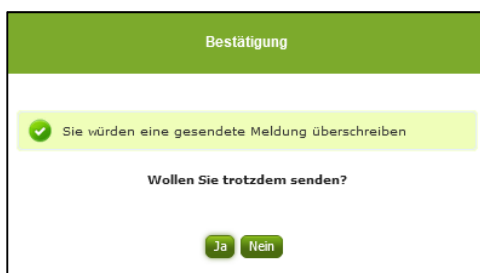 Bestätigung
Sie würden eine gesendete Meldung überschreiben
Wollen Sie trotzdem senden?
Ja Nein